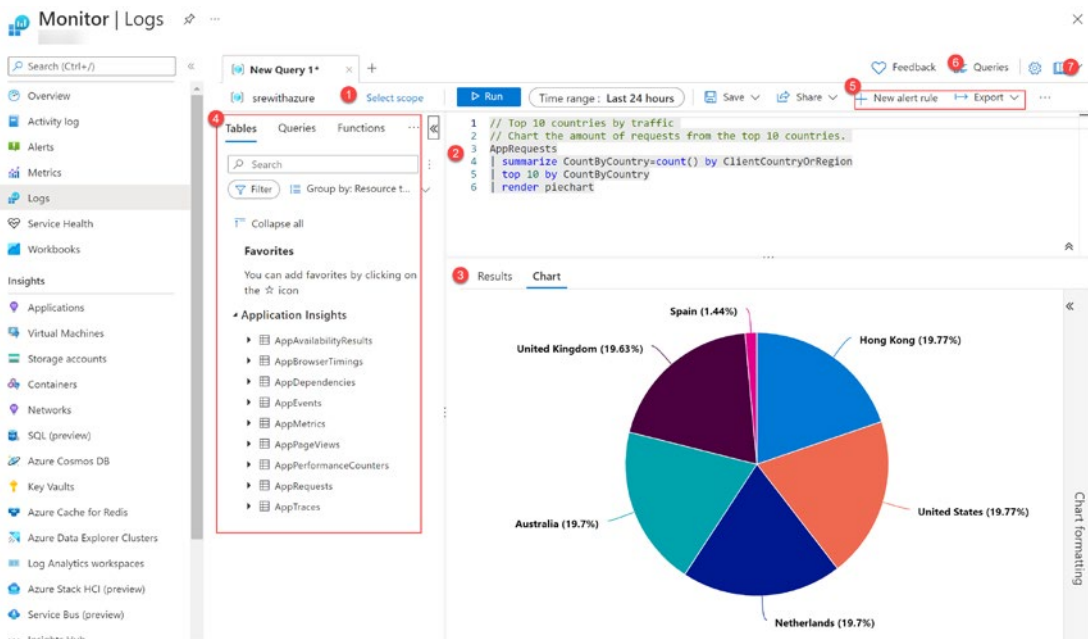 Monitor | Logs
Search (Ctrl+/)
Overview
Activity log
Alerts
Metrics
Logs
Service Health
Workbooks
Insights
Applications
Virtual Machines
Storage accounts
Containers
Networks
SQL (preview)
Azure Cosmos DB
Key Vaults
Azure Cache for Redis
Azure Data Explorer Clusters
Log Analytics workspaces
Azure Stack HCI (preview)
Service Bus (preview)
Insights Hub
New Query 1*
Feedback 6 Queries 7
srewithazure 1 Select scope
Run Time range : Last 24 hours Save Share 5 New alert rule Export
4 Tables Queries Functions
Search
Filter Group by: Resource t...
Collapse all
Favorites
You can add favorites by clicking on
the ☆ icon
Application Insights
AppAvailabilityResults
AppBrowserTimings
AppDependencies
AppEvents
AppMetrics
AppPageViews
AppPerformanceCounters
AppRequests
AppTraces
2
1 // Top 10 countries by traffic
2 // Chart the amount of requests from the top 10 countries.
3 AppRequests
4 | summarize CountByCountry=count() by ClientCountryOrRegion
5 | top 10 by CountByCountry
6 | render piechart
3 Results Chart
Spain (1.44%)
Hong Kong (19.77%)
United Kingdom (19.63%)
United States (19.77%)
Australia (19.7%)
Netherlands (19.7%)
Chart formatting